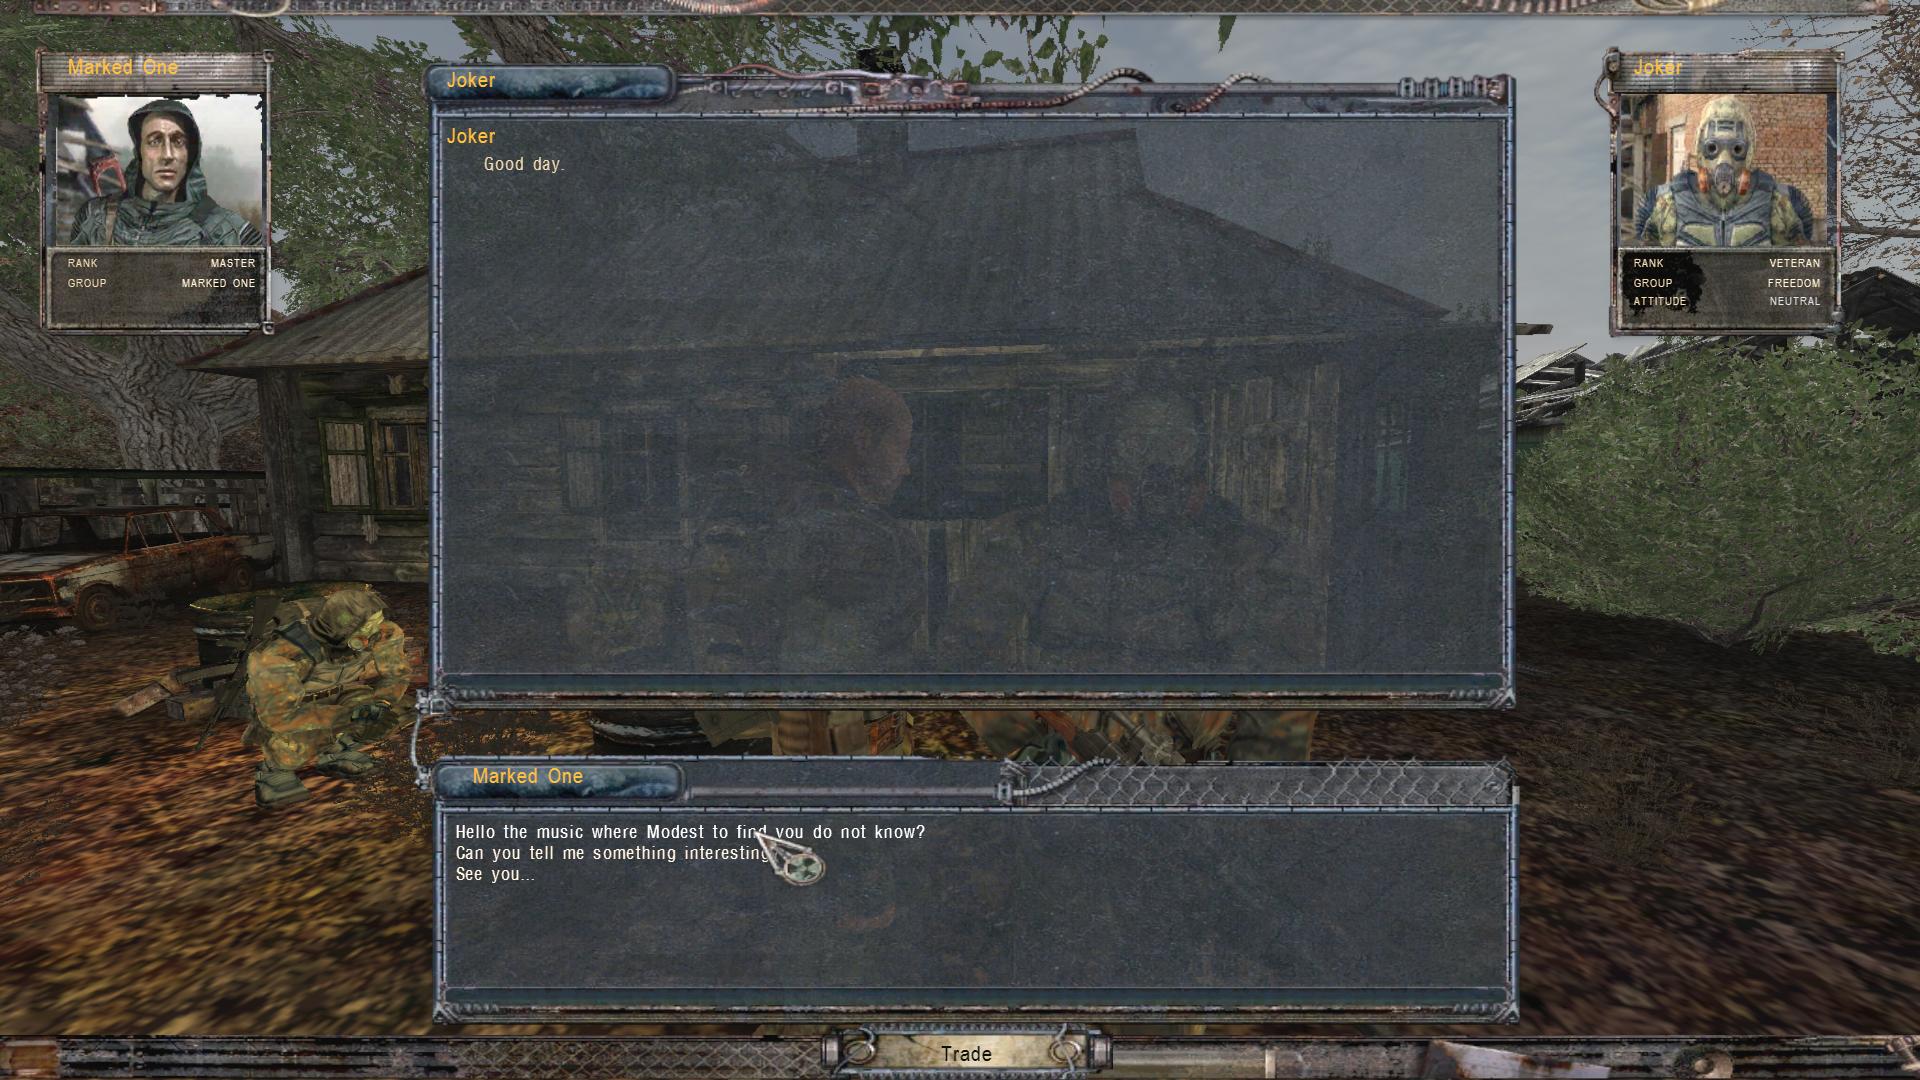 Marked One
RANK MASTER
GROUP MARKED ONE
Joker
Joker
Good day.
Joker
RANK VETERAN
GROUP FREEDOM
ATTITUDE NEUTRAL
Marked One
Hello the music where Modest to find you do not know?
Can you tell me something interesting
See you...
Trade